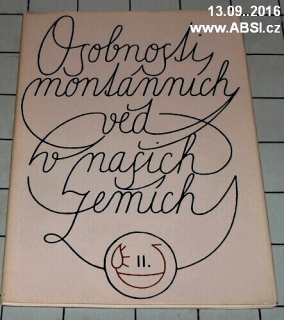 13.09..2016
www.ABSI.cz
Osobnosti
montánních
věd
v našich
zemích
II.